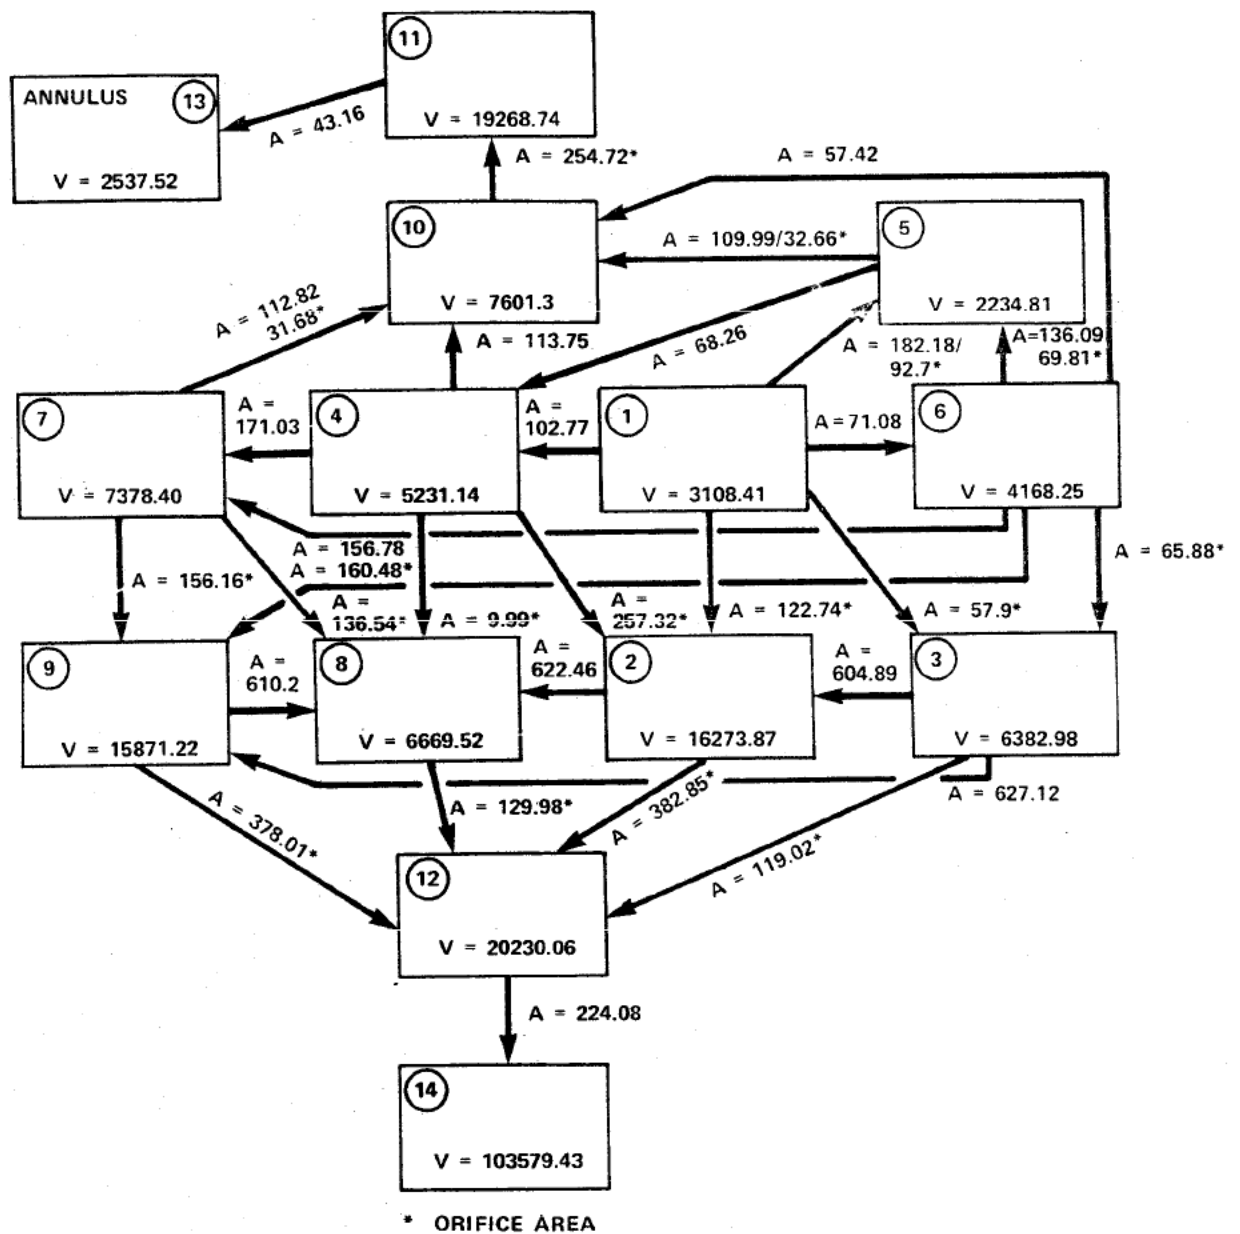 11
ANNULUS 13
V = 19268.74
A = 43.16
V = 2537.52
A = 254.72*
A = 57.42
10
5
A = 109.99/32.66*
V = 7601.3
V = 2234.81
A = 112.82
31.68*
A = 113.75
A = 68.26
A = 182.18/
92.7*
A=136.09
69.81*
7
A =
171.03
4
A =
102.77
1
A=71.08
6
V = 7378.40
V = 5231.14
V = 3108.41
V = 4168.25
A = 156.78
A = 160.48*
A = 65.88*
A = 156.16*
A =
136.54*
A = 9.99*
A =
257.32*
A = 122.74*
A = 57.9*
9
A =
610.2
8
A =
622.46
2
A =
604.89
3
V = 15871.22
V = 6669.52
V = 16273.87
V = 6382.98
A = 378.01*
A = 129.98*
A = 382.85*
A = 627.12
A = 119.02*
12
V = 20230.06
A = 224.08
14
V = 103579.43
* ORIFICE AREA